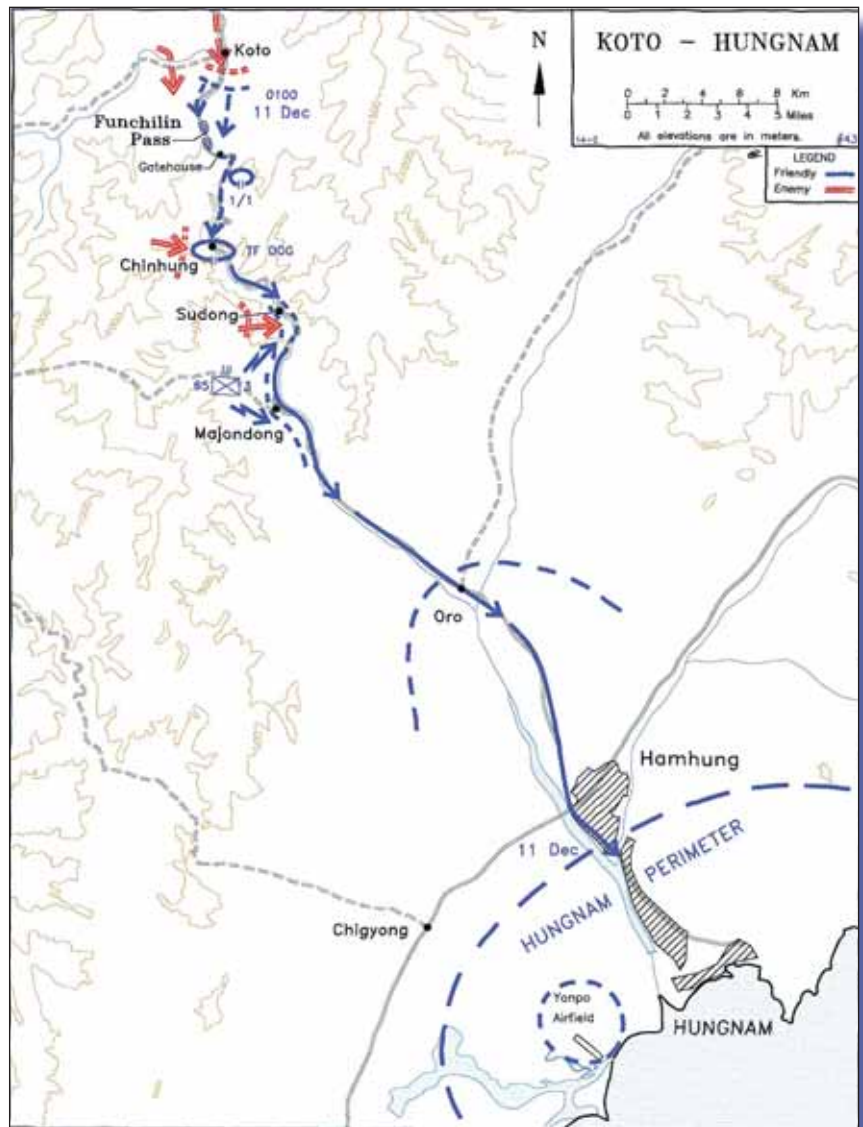 KOTO – HUNGNAM
N
0 2 4 6 8 Km
0 1 2 3 4 5 Miles
All elevations are in meters.
LEGEND
Friendly
Enemy
Koto
0100
11 Dec
Funchilin
Pass
Gatehouse
1/1
Chinhung
TF DOG
Sudong
65
3
Majondong
Oro
Hamhung
11 Dec
HUNGNAM PERIMETER
Chigyong
Yonpo
Airfield
HUNGNAM